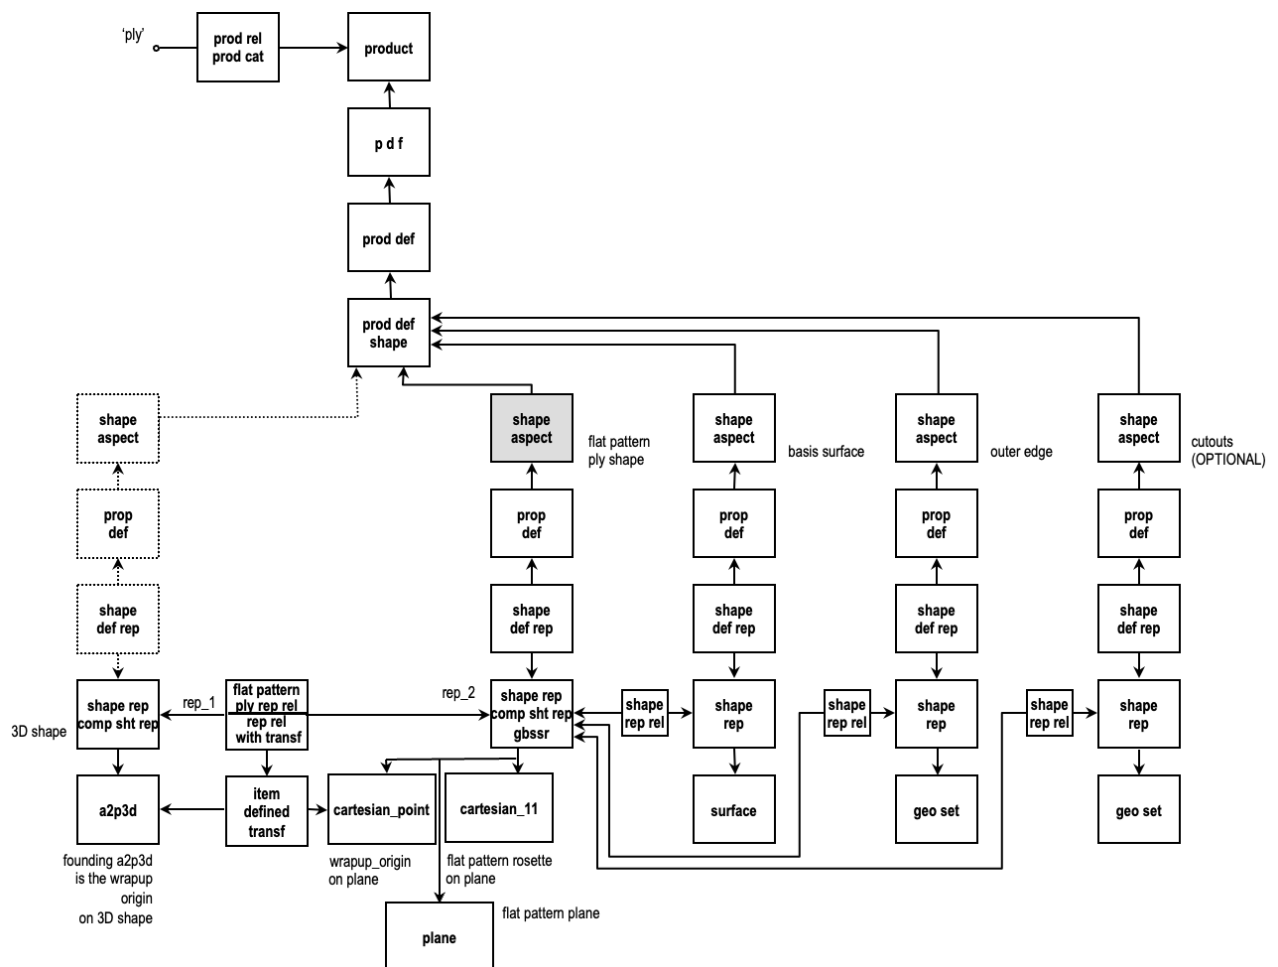 ‘ply’
prod rel
prod cat
product
p d f
prod def
prod def
shape
shape
aspect
shape
aspect
flat pattern
ply shape
shape
aspect
basis surface
shape
aspect
outer edge
shape
aspect
cutouts
(OPTIONAL)
prop
def
prop
def
prop
def
prop
def
prop
def
shape
def rep
shape
def rep
shape
def rep
shape
def rep
shape
def rep
3D shape
shape rep
comp sht rep
rep_1
flat pattern
ply rep rel
rep rel
with transf
rep_2
shape rep
comp sht rep
gbssr
shape
rep rel
shape
rep
shape
rep rel
shape
rep
shape
rep rel
shape
rep
a2p3d
item
defined
transf
cartesian_point
cartesian_11
surface
geo set
geo set
founding a2p3d
is the wrapup
origin
on 3D shape
wrapup_origin
on plane
flat pattern rosette
on plane
flat pattern plane
plane